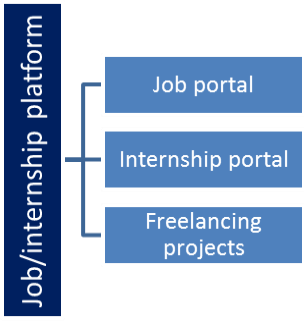 Job/internship platform
Job portal
Internship portal
Freelancing
projects